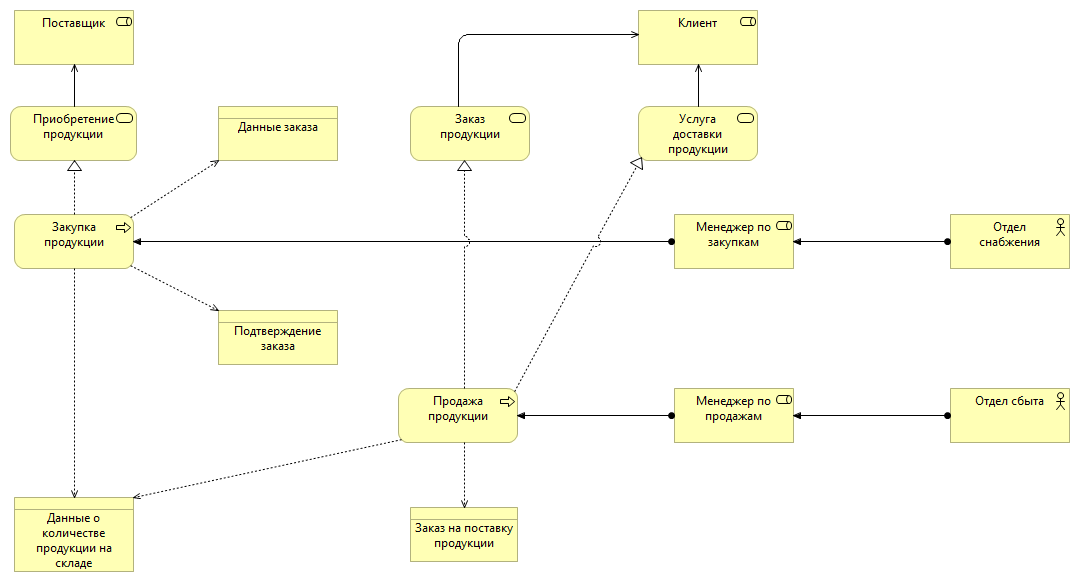 Поставщик
Клиент
Приобретение
продукции
Данные заказа
Заказ
продукции
Услуга
доставки
продукции
Закупка
продукции
Менеджер по
закупкам
Отдел
снабжения
Подтверждение
заказа
Продажа
продукции
Менеджер по
продажам
Отдел сбыта
Данные о
количестве
продукции на
складе
Заказ на поставку
продукции